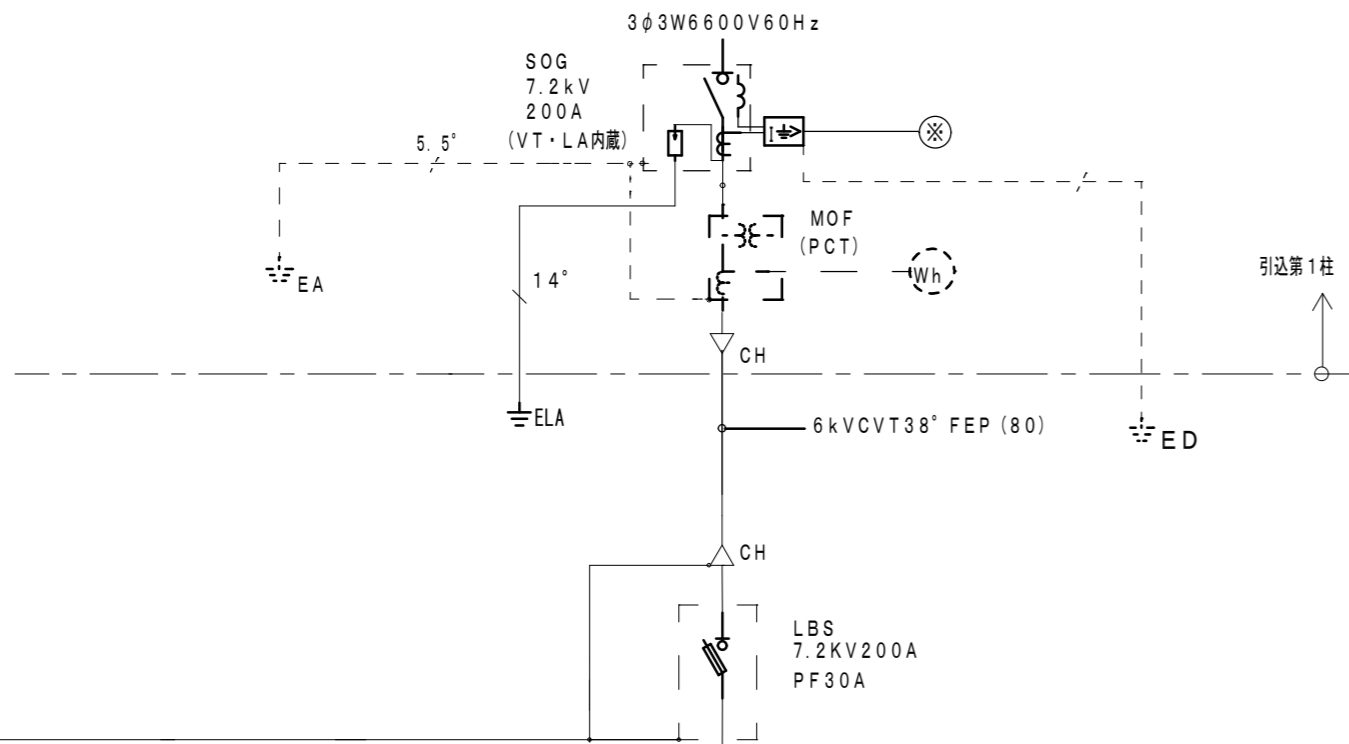 3φ3W6600V60Hz
SOG
7.2kV
200A
(VT・LA内蔵)
I
※
5.5°
MOF
(PCT)
Wh
EA
14°
引込第1柱
CH
ELA
6kVCVT38° FEP(80)
ED
CH
LBS
7.2KV200A
PF30A